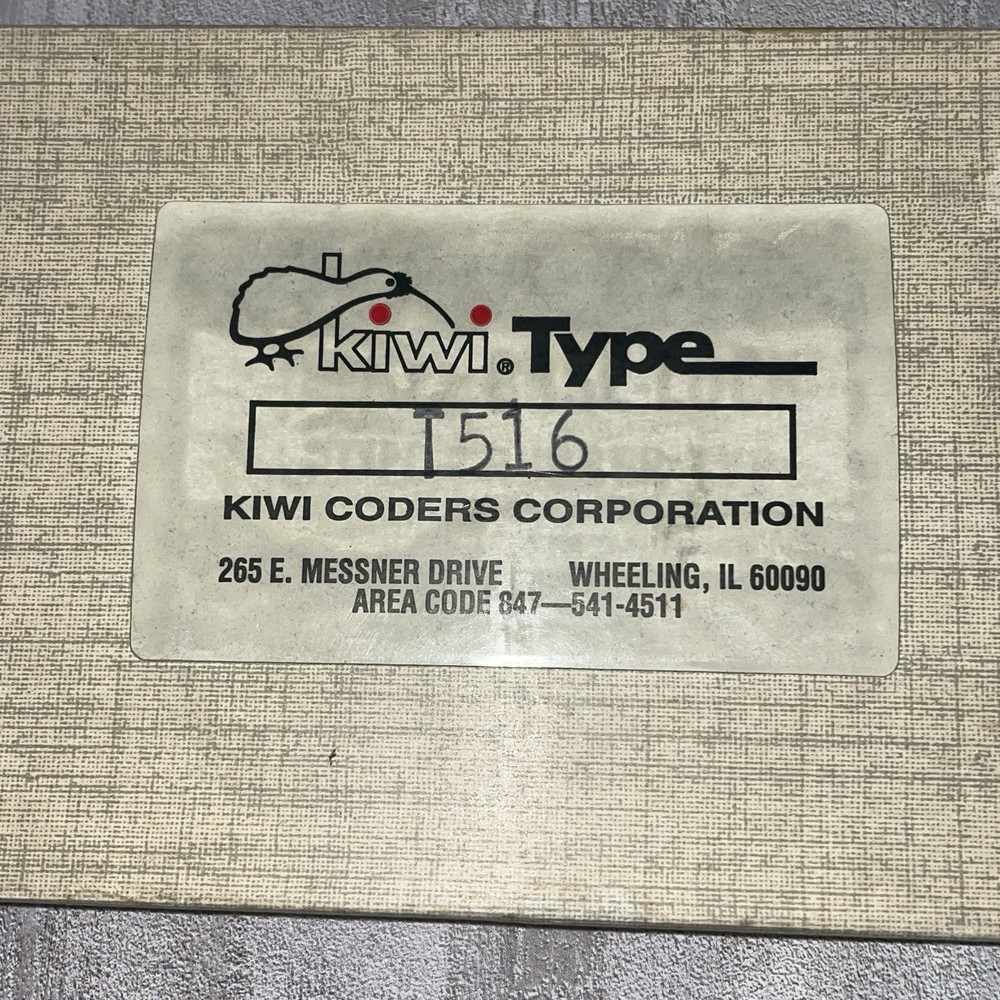 kiwi® Type
T516
KIWI CODERS CORPORATION
265 E. MESSNER DRIVE WHEELING, IL 60090
AREA CODE 847—541-4511